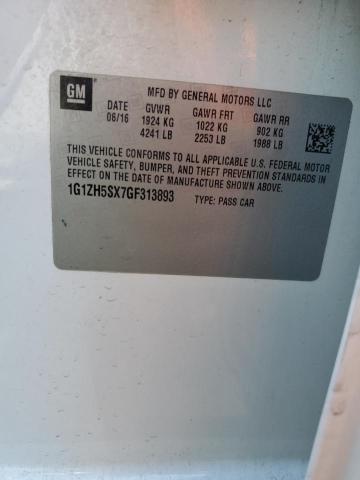 GM
MFD BY GENERAL MOTORS LLC
DATE GVWR GAWR FRT GAWR RR
06/16 1924 KG 1022 KG 902 KG
4241 LB 2253 LB 1988 LB
THIS VEHICLE CONFORMS TO ALL APPLICABLE U.S. FEDERAL MOTOR
VEHICLE SAFETY, BUMPER, AND THEFT PREVENTION STANDARDS IN
EFFECT ON THE DATE OF MANUFACTURE SHOWN ABOVE.
1G1ZH5SX7GF313893 TYPE: PASS CAR